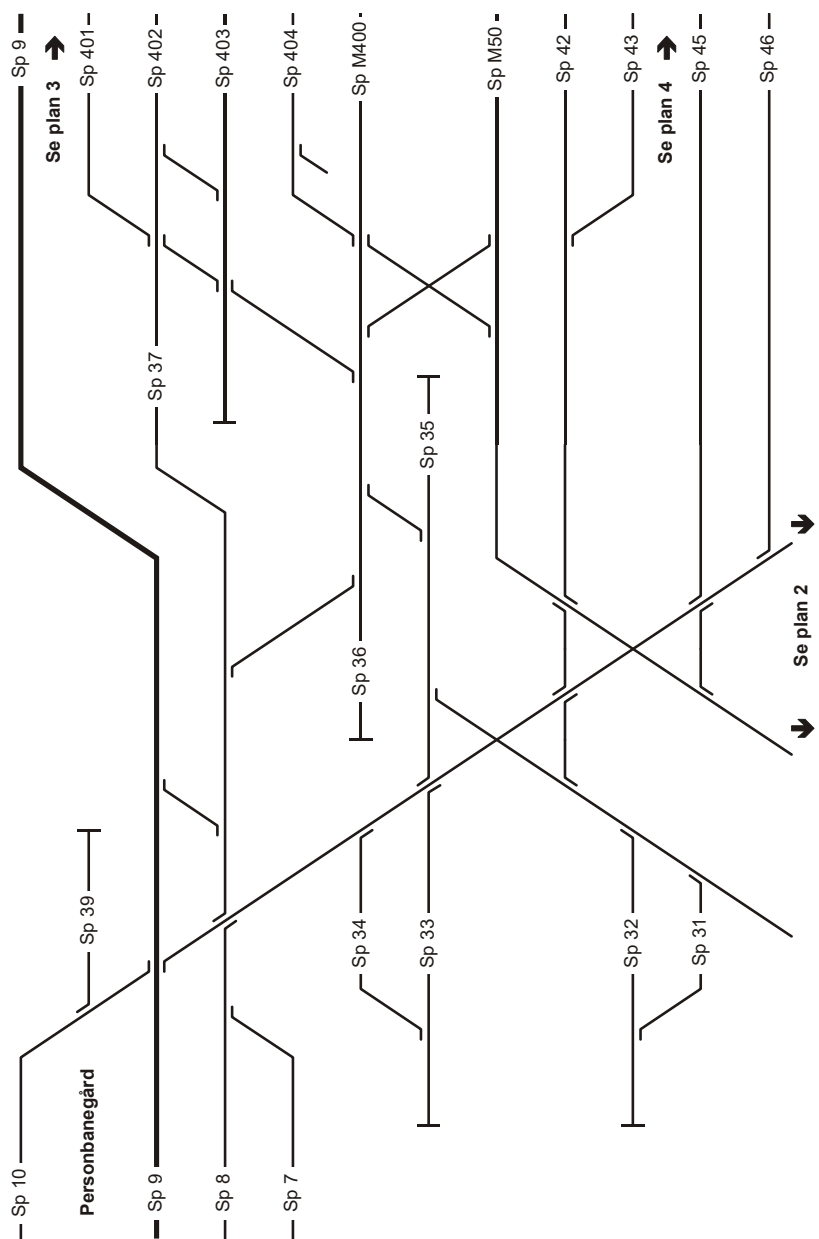 Sp 10
Personbanegård
Sp 9
Sp 8
Sp 7
Sp 39
Sp 34
Sp 33
Sp 32
Sp 31
Sp 36
Sp 35
Sp 37
Se plan 2
Sp 9
Se plan 3
Sp 401
Sp 402
Sp 403
Sp 404
Sp M400
Sp M50
Sp 42
Sp 43
Se plan 4
Sp 45
Sp 46